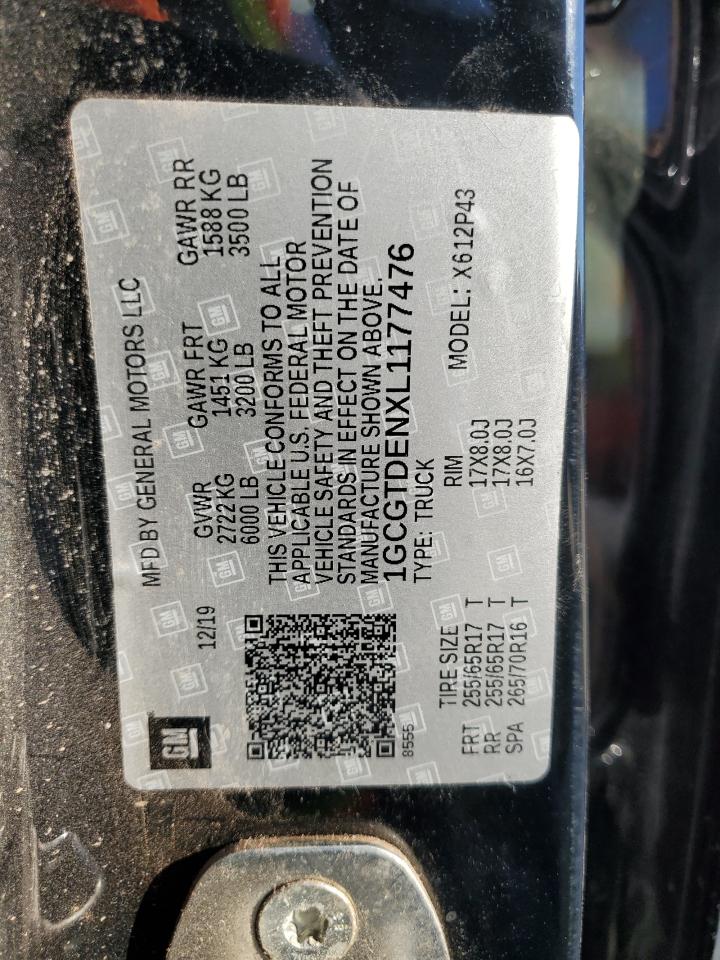 GM
MFD BY GENERAL MOTORS LLC
12/19
GVWR GAWR FRT GAWR RR
2722 KG 1451 KG 1588 KG
6000 LB 3200 LB 3500 LB
THIS VEHICLE CONFORMS TO ALL
APPLICABLE U.S. FEDERAL MOTOR
VEHICLE SAFETY AND THEFT PREVENTION
STANDARDS IN EFFECT ON THE DATE OF
MANUFACTURE SHOWN ABOVE.
1GCGTDENXL1177476
8555
TYPE: TRUCK
TIRE SIZE RIM MODEL: X612P43
FRT 255/65R17 T 17X8.0J
RR 255/65R17 T 17X8.0J
SPA 265/70R16 T 16X7.0J